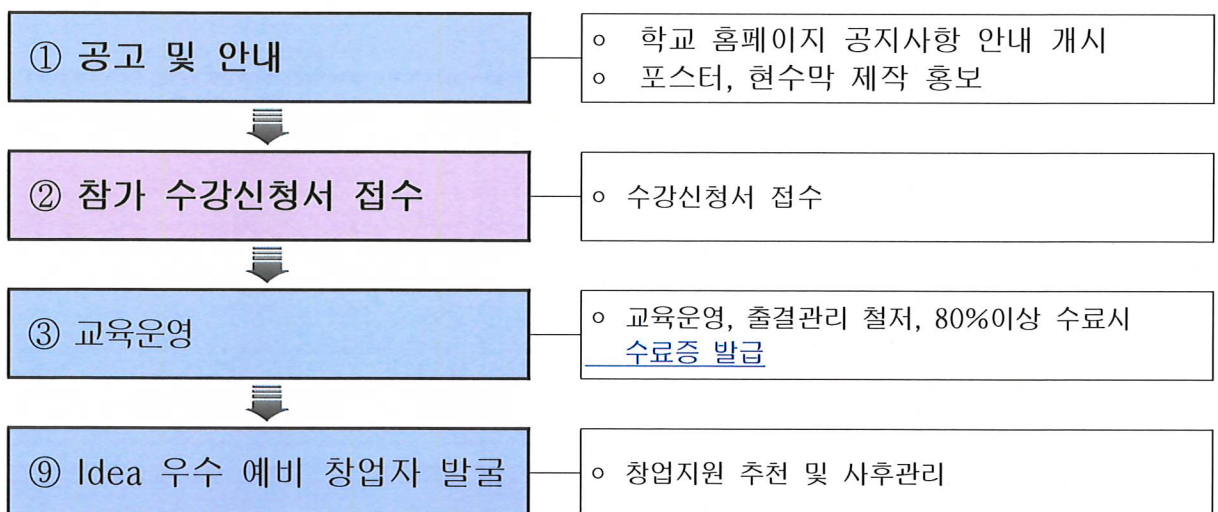 ① 공고 및 안내
◦ 학교 홈페이지 공지사항 안내 개시
◦ 포스터, 현수막 제작 홍보
② 참가 수강신청서 접수
◦ 수강신청서 접수
③ 교육운영
◦ 교육운영, 출결관리 철저, 80%이상 수료시
수료증 발급
⑨ Idea 우수 예비 창업자 발굴
◦ 창업지원 추천 및 사후관리